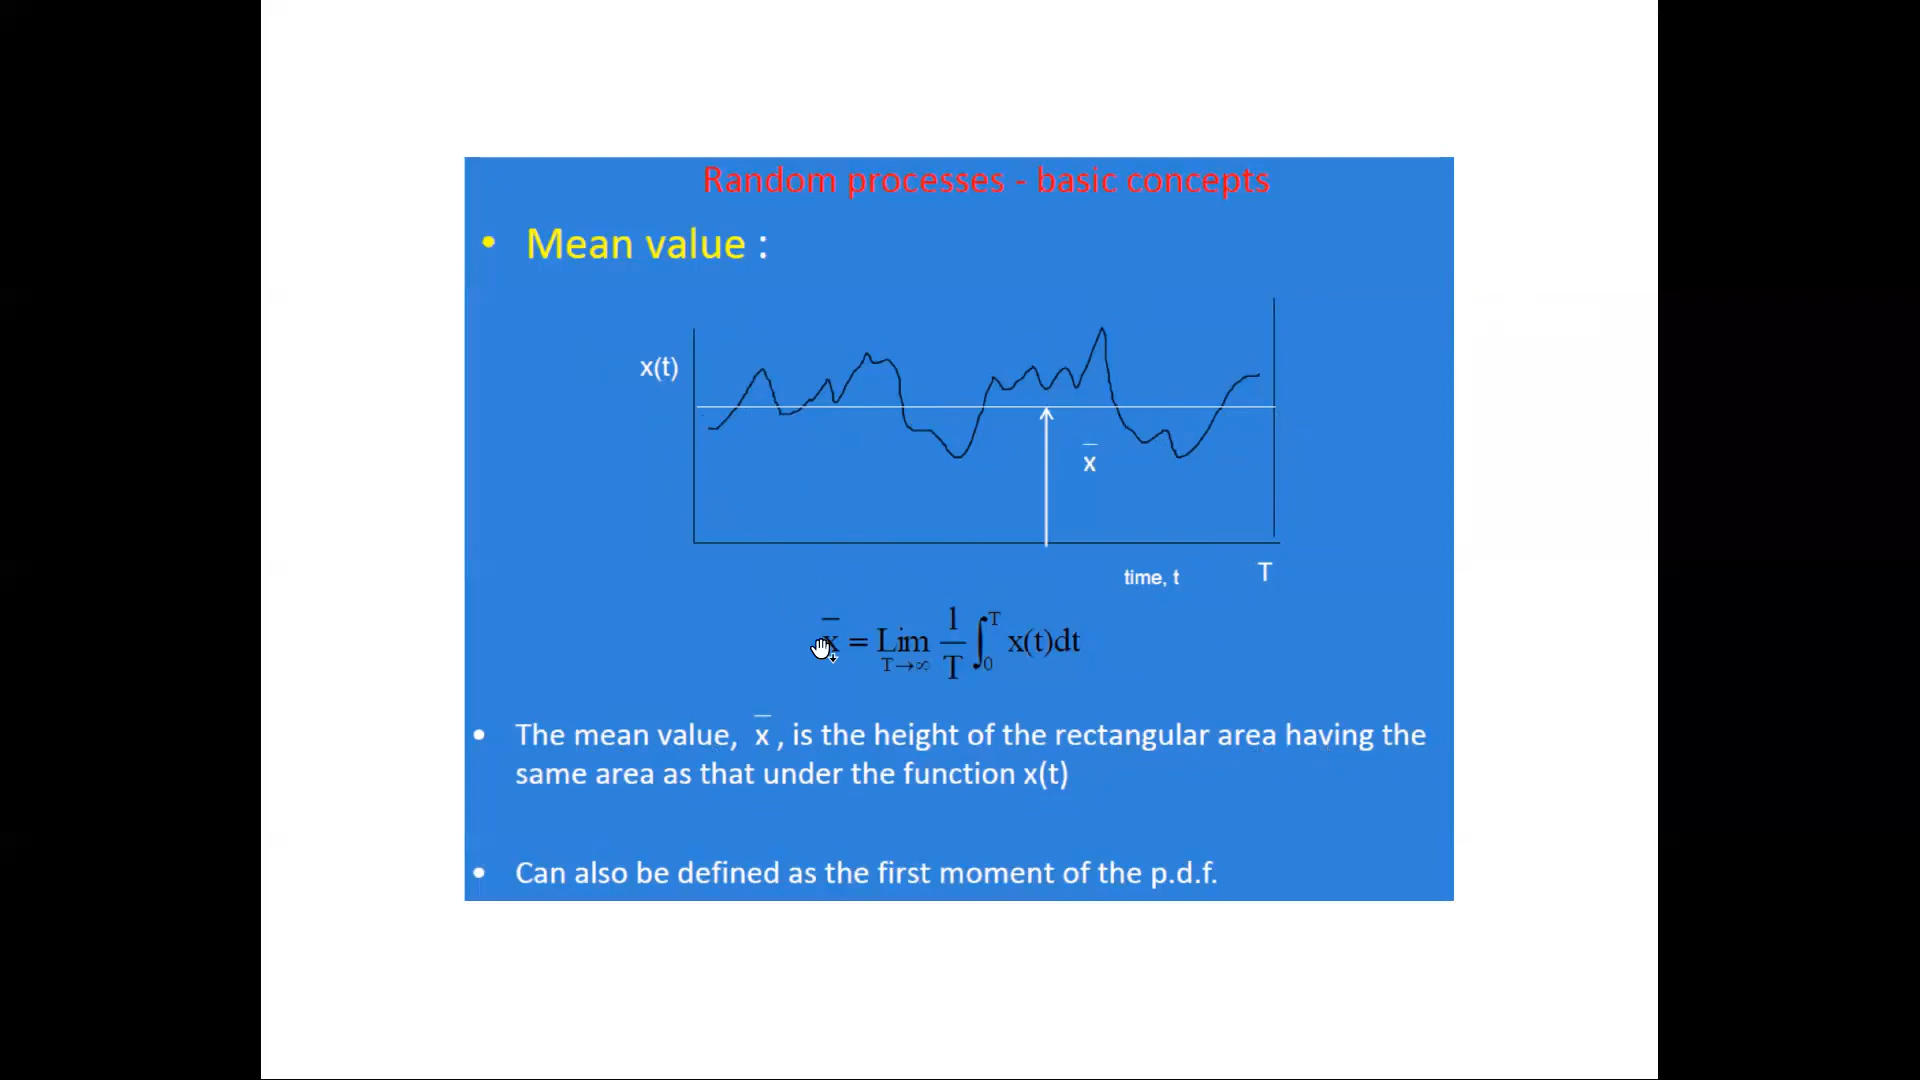 Random processes - basic concepts
• Mean value :
x(t)
x̅
time, t
T
x̅ = Lim T→∞ 1/T ∫₀ᵀ x(t)dt
• The mean value, x̅ , is the height of the rectangular area having the
same area as that under the function x(t)
• Can also be defined as the first moment of the p.d.f.